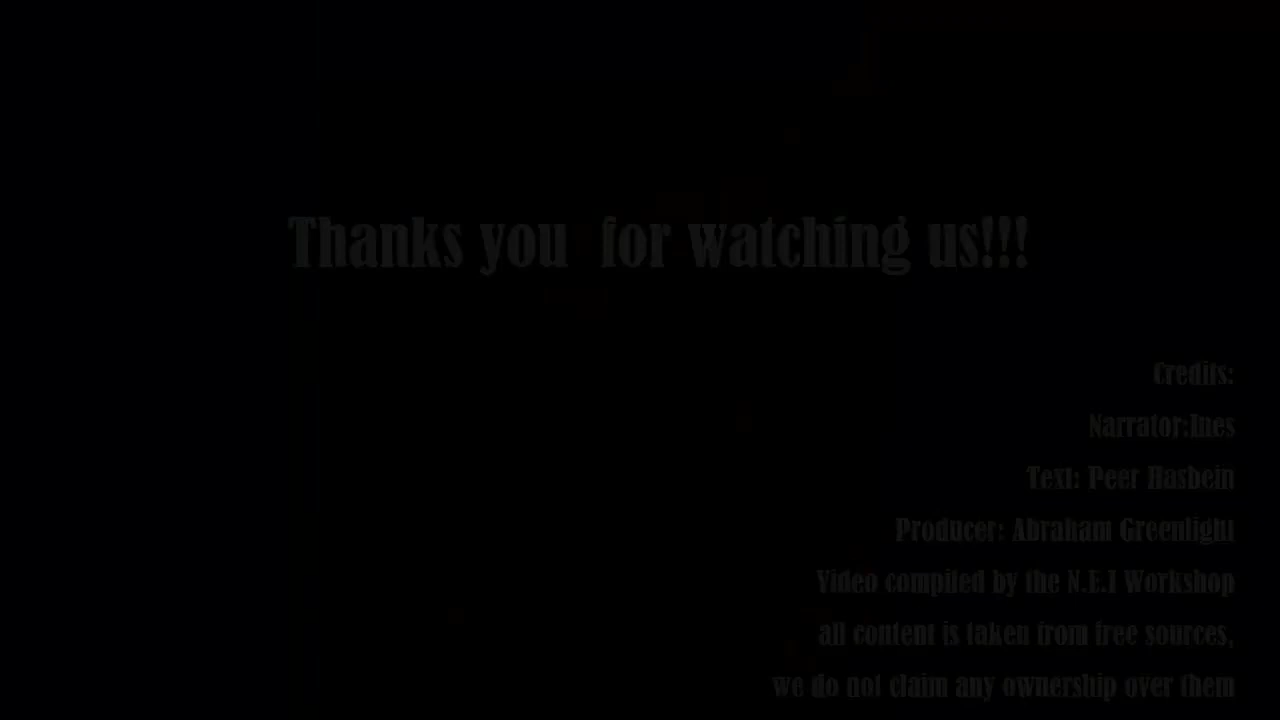 Thanks you for watching us!!!
Credits:
Narrator:Ines
Text: Peer Hasbein
Producer: Abraham Greenlight
Video compiled by the N.E.I Workshop
all content is taken from free sources,
we do not claim any ownership over them